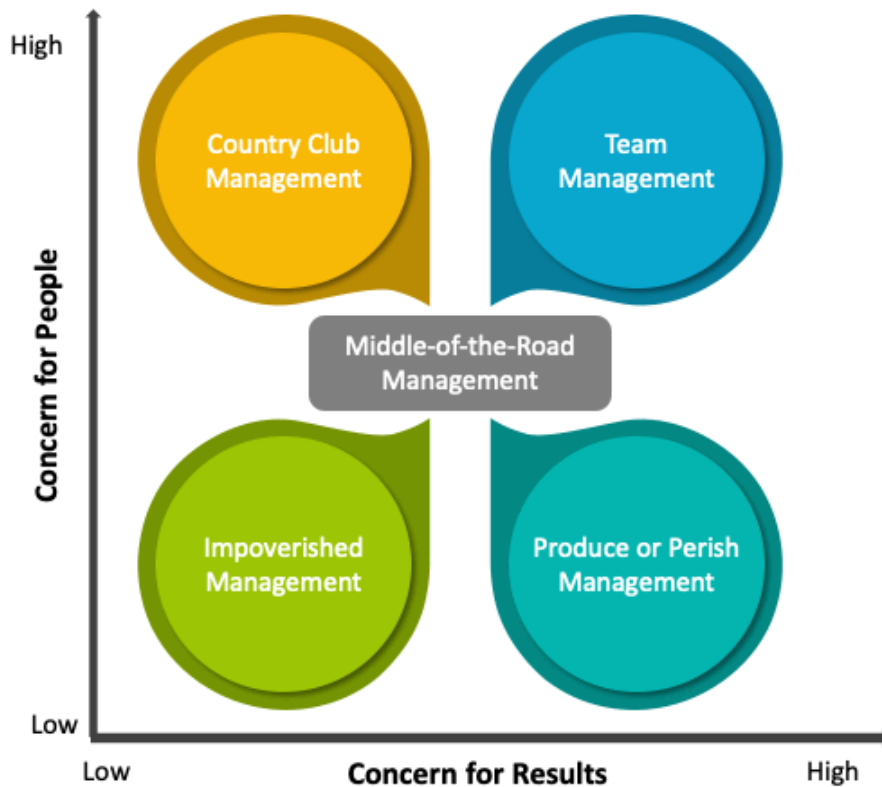 High
Country Club
Management
Team
Management
Concern for People
Middle-of-the-Road
Management
Impoverished
Management
Produce or Perish
Management
Low
Low
Concern for Results
High